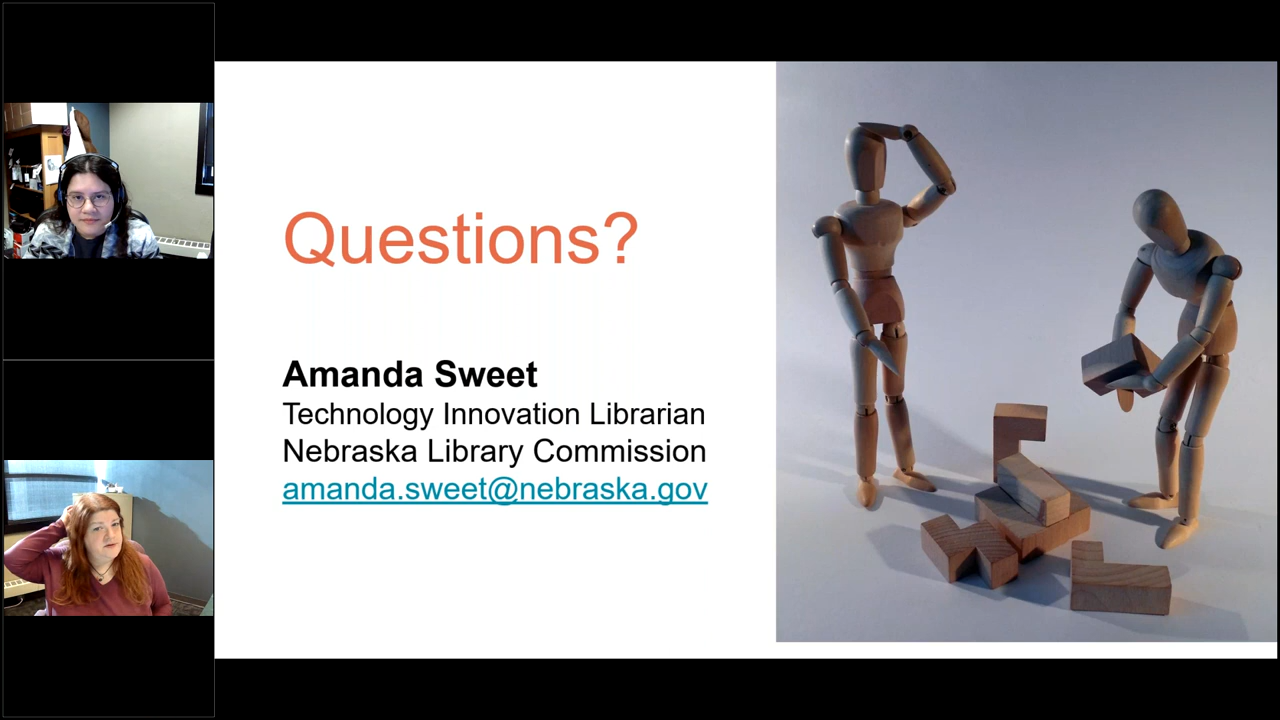 Questions?
Amanda Sweet
Technology Innovation Librarian
Nebraska Library Commission
amanda.sweet@nebraska.gov